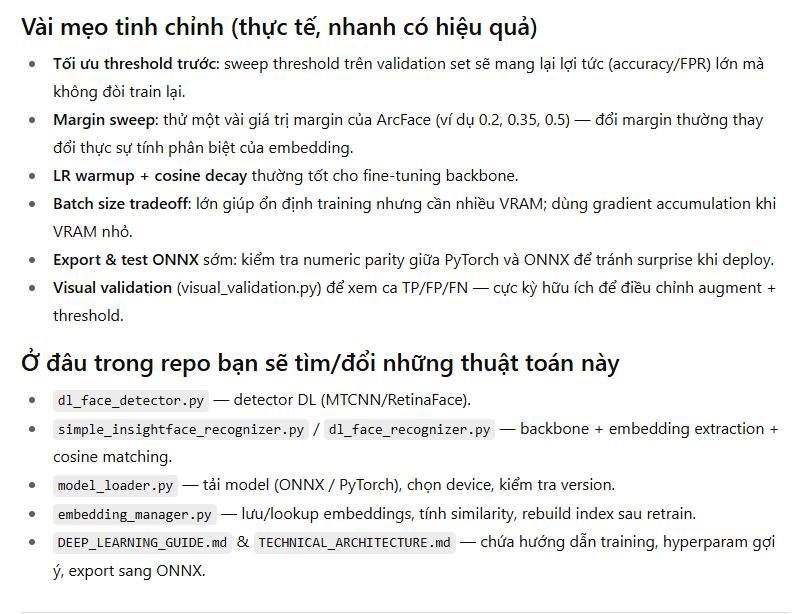 Vài mẹo tinh chỉnh (thực tế, nhanh có hiệu quả)
Tối ưu threshold trước: sweep threshold trên validation set sẽ mang lại lợi tức (accuracy/FPR) lớn mà
không đòi train lại.
Margin sweep: thử một vài giá trị margin của ArcFace (ví dụ 0.2, 0.35, 0.5) — đổi margin thường thay
đổi thực sự tính phân biệt của embedding.
LR warmup + cosine decay thường tốt cho fine-tuning backbone.
Batch size tradeoff: lớn giúp ổn định training nhưng cần nhiều VRAM; dùng gradient accumulation khi
VRAM nhỏ.
Export & test ONNX sớm: kiểm tra numeric parity giữa PyTorch và ONNX để tránh surprise khi deploy.
Visual validation (visual_validation.py) để xem ca TP/FP/FN — cực kỳ hữu ích để điều chỉnh augment +
threshold.
Ở đâu trong repo bạn sẽ tìm/đổi những thuật toán này
dl_face_detector.py — detector DL (MTCNN/RetinaFace).
simple_insightface_recognizer.py / dl_face_recognizer.py — backbone + embedding extraction +
cosine matching.
model_loader.py — tải model (ONNX / PyTorch), chọn device, kiểm tra version.
embedding_manager.py — lưu/lookup embeddings, tính similarity, rebuild index sau retrain.
DEEP_LEARNING_GUIDE.md & TECHNICAL_ARCHITECTURE.md — chứa hướng dẫn training, hyperparam gợi
ý, export sang ONNX.